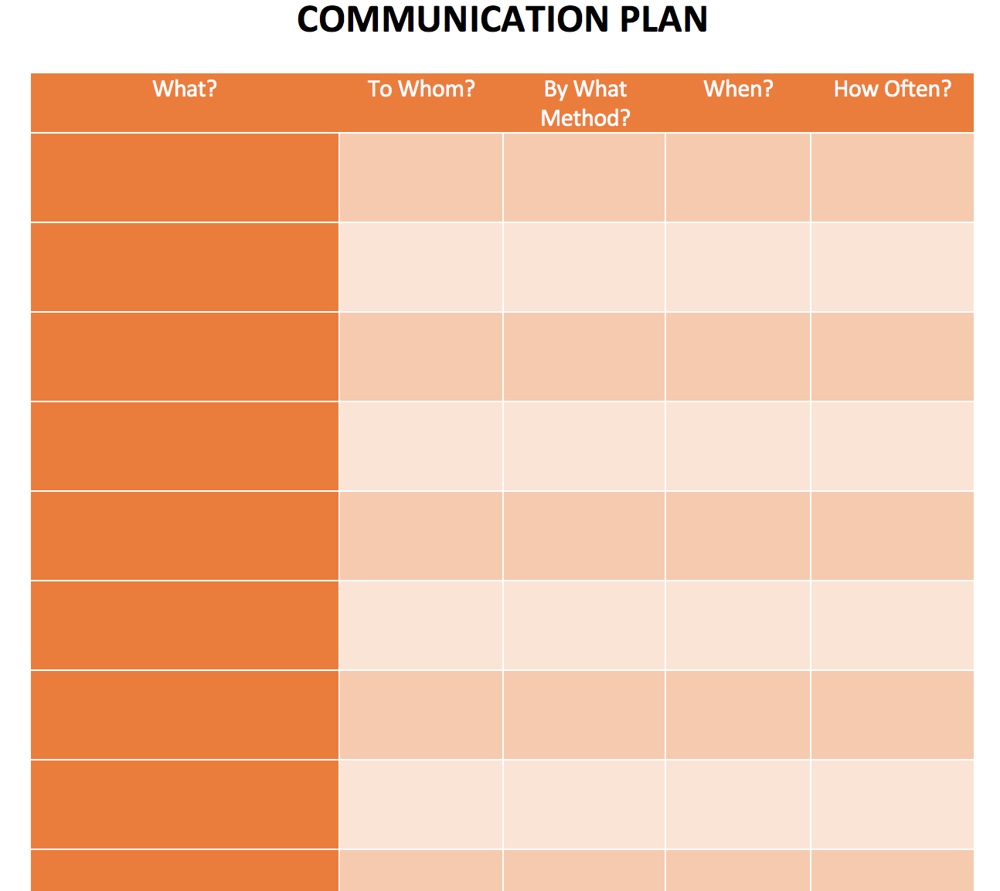 COMMUNICATION PLAN
What? To Whom? By What Method? When? How Often?